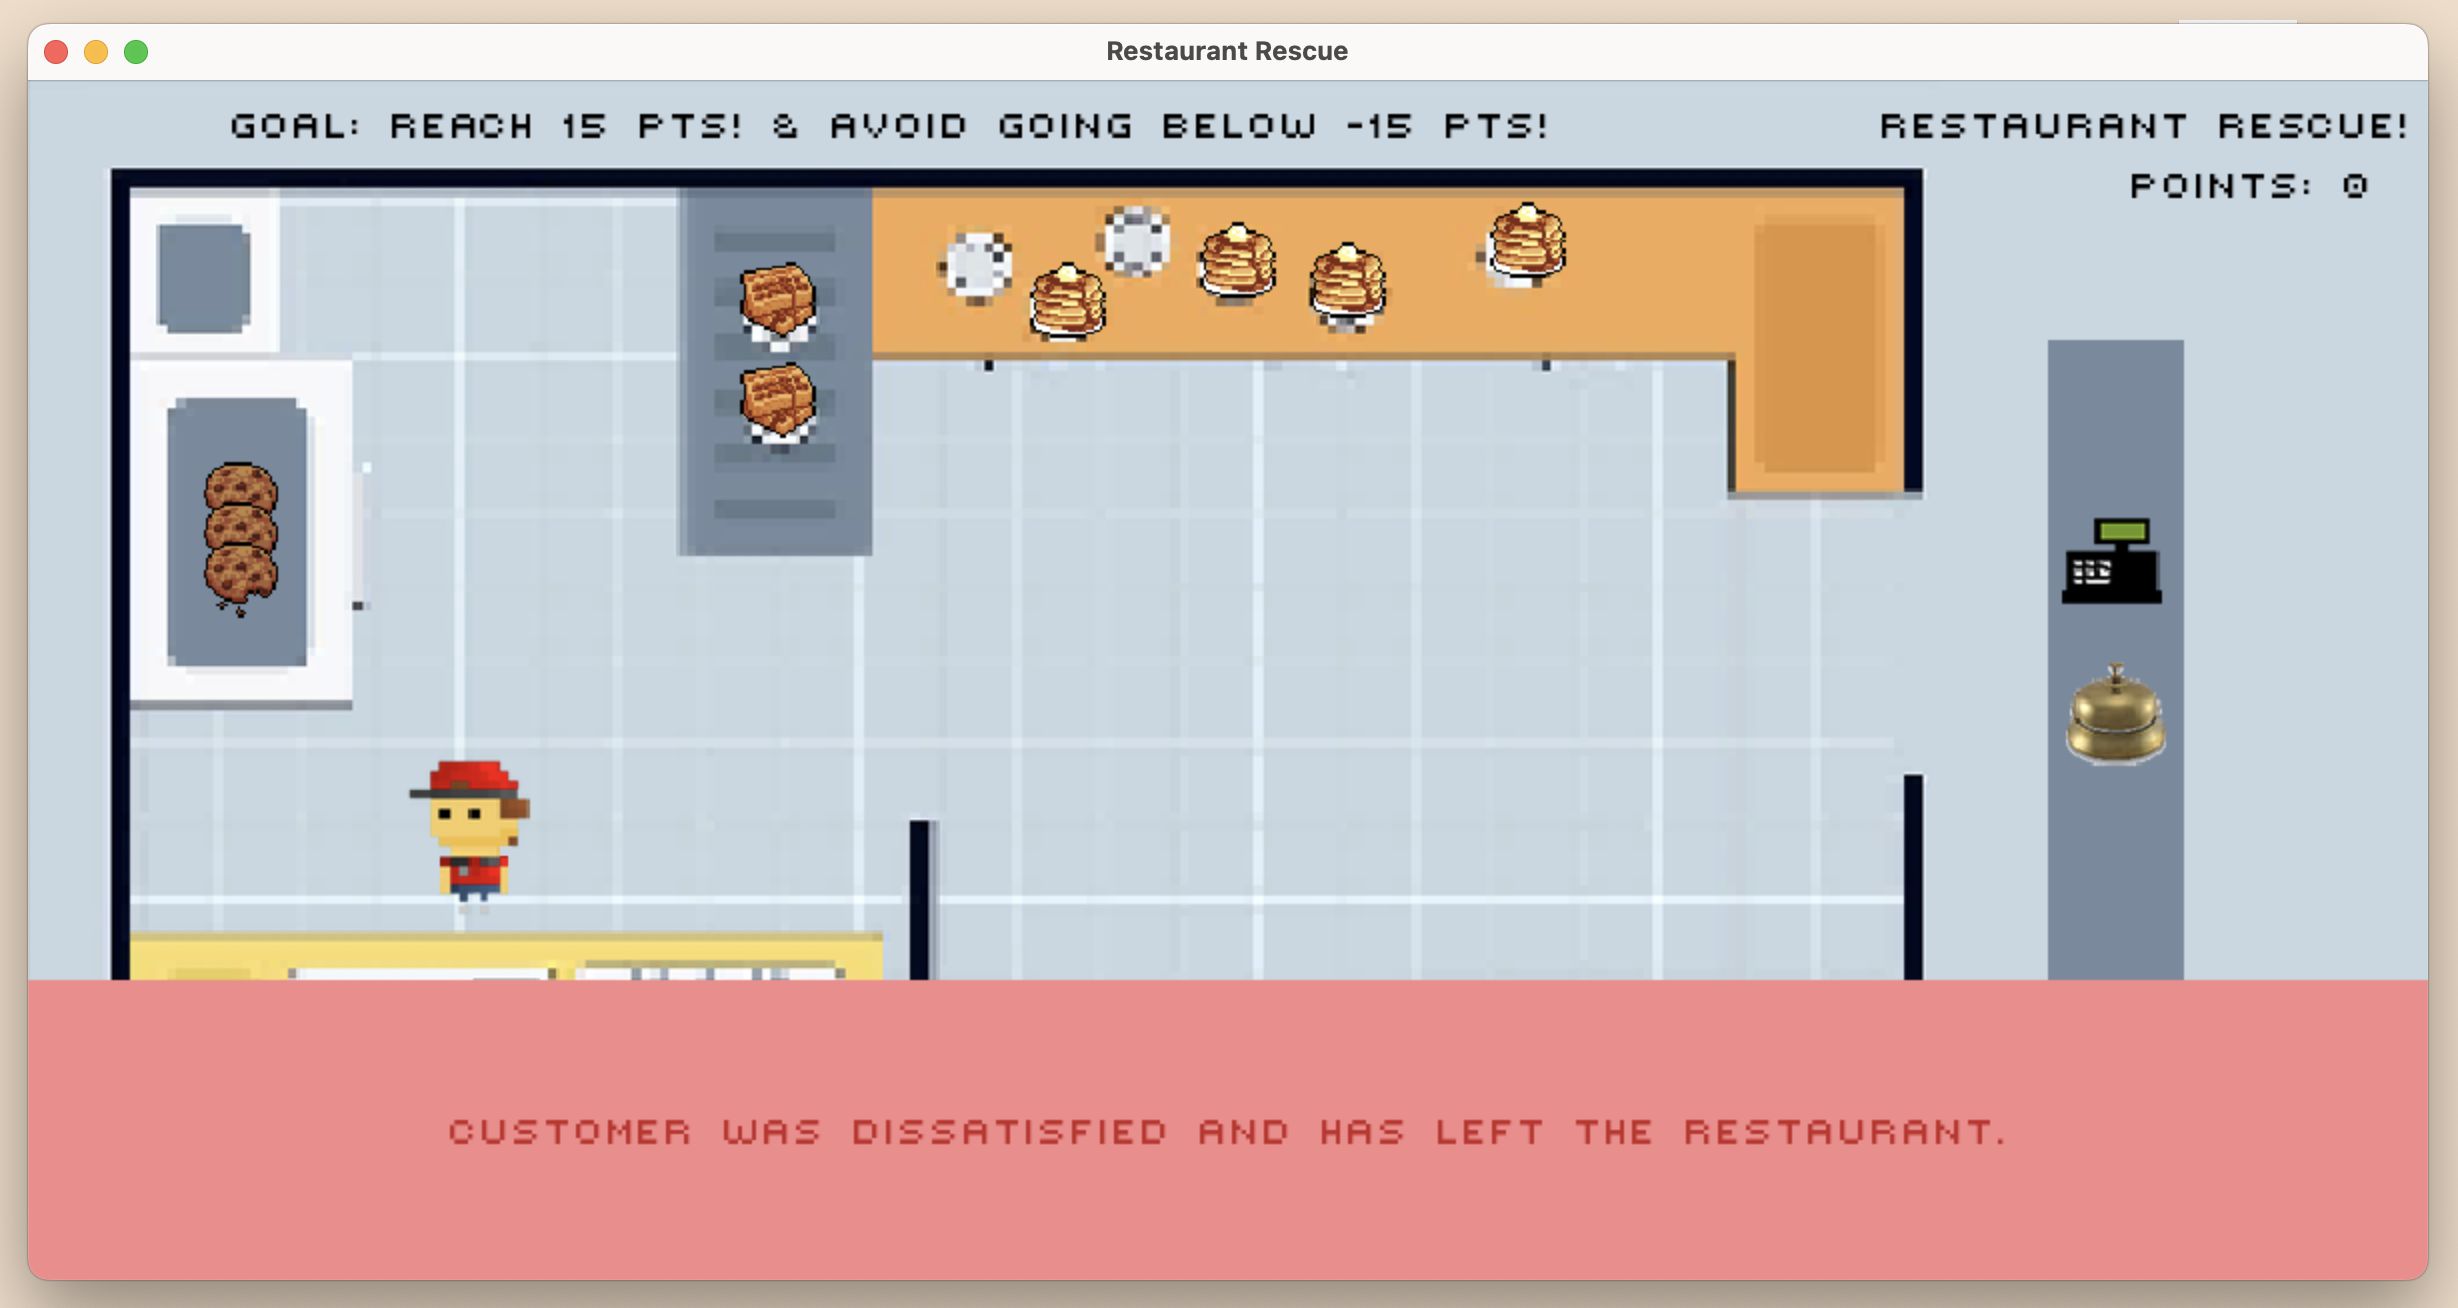 Restaurant Rescue
GOAL: REACH 15 PTS! & AVOID GOING BELOW -15 PTS!
RESTAURANT RESCUE!
POINTS: 0
CUSTOMER WAS DISSATISFIED AND HAS LEFT THE RESTAURANT.